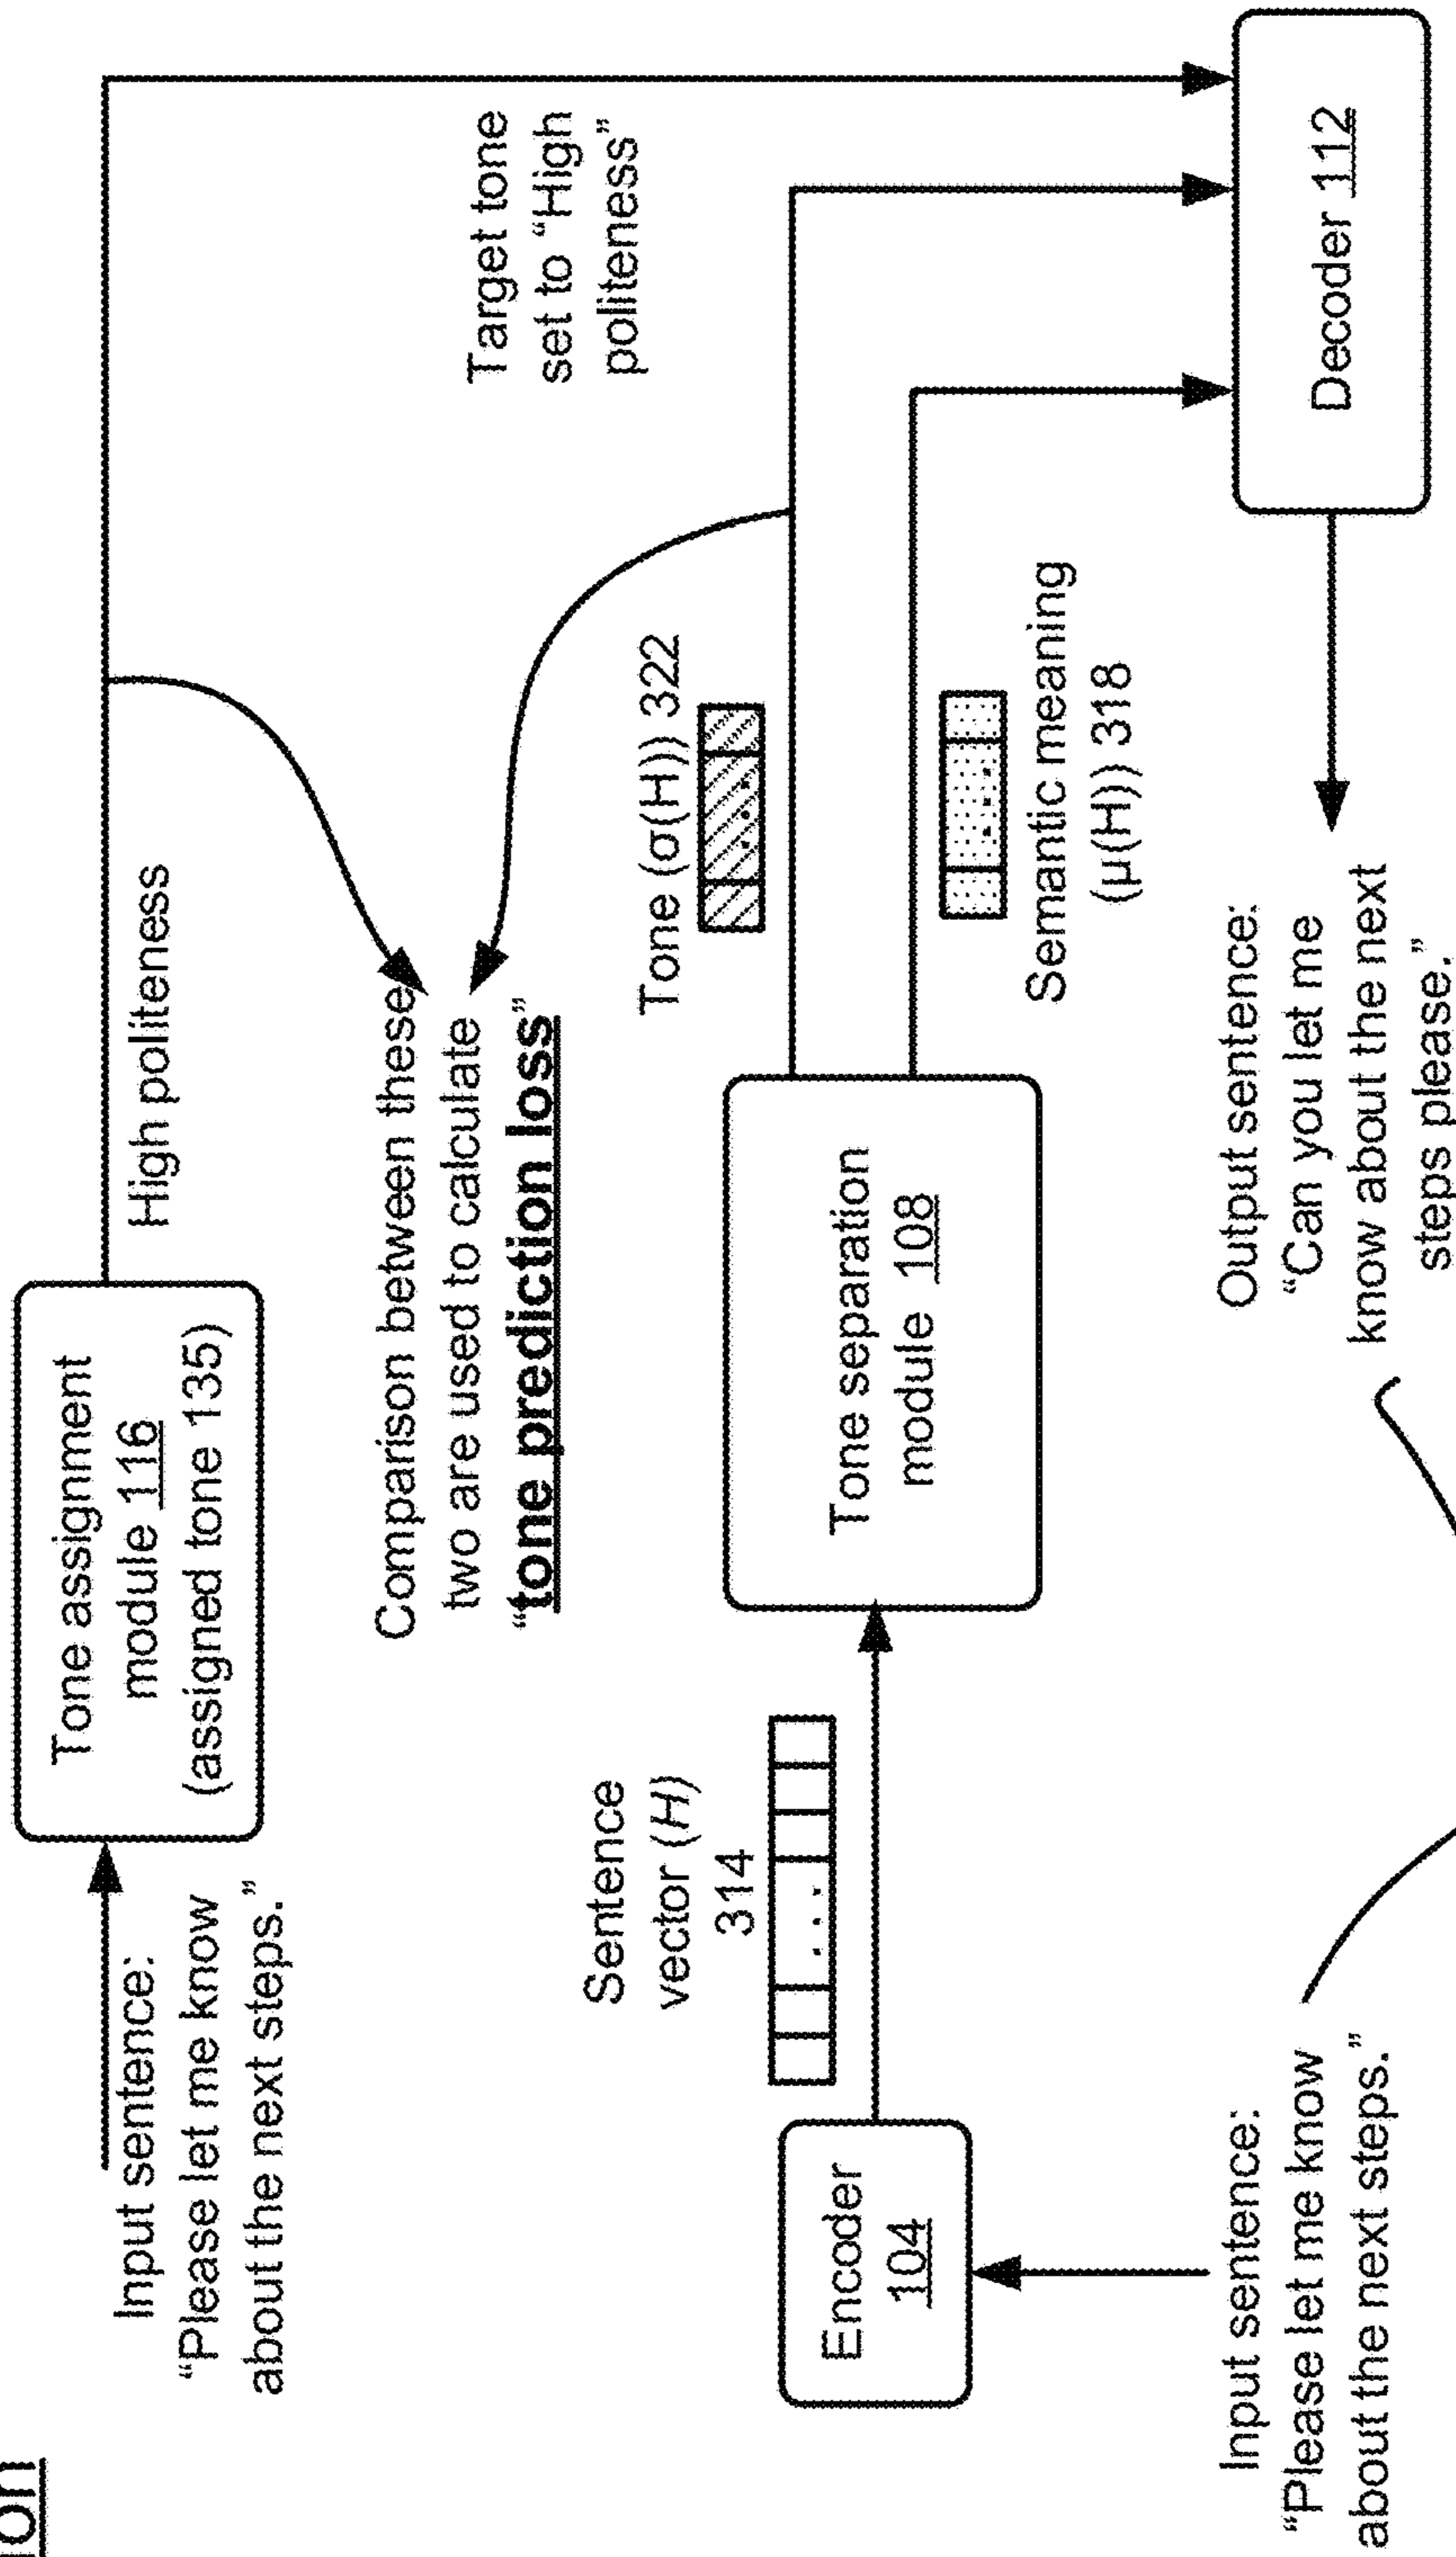 Input sentence:
“Please let me know
about the next steps.”
Tone assignment
module 116
(assigned tone 135)
High politeness
Comparison between these
two are used to calculate
“tone prediction loss”
Target tone
set to “High
politeness”
Sentence
vector (H)
314
Encoder
104
Tone separation
module 108
Tone (σ(H)) 322
Semantic meaning
(μ(H)) 318
Decoder 112
Input sentence:
“Please let me know
about the next steps.”
Output sentence:
“Can you let me
know about the next
steps please.”